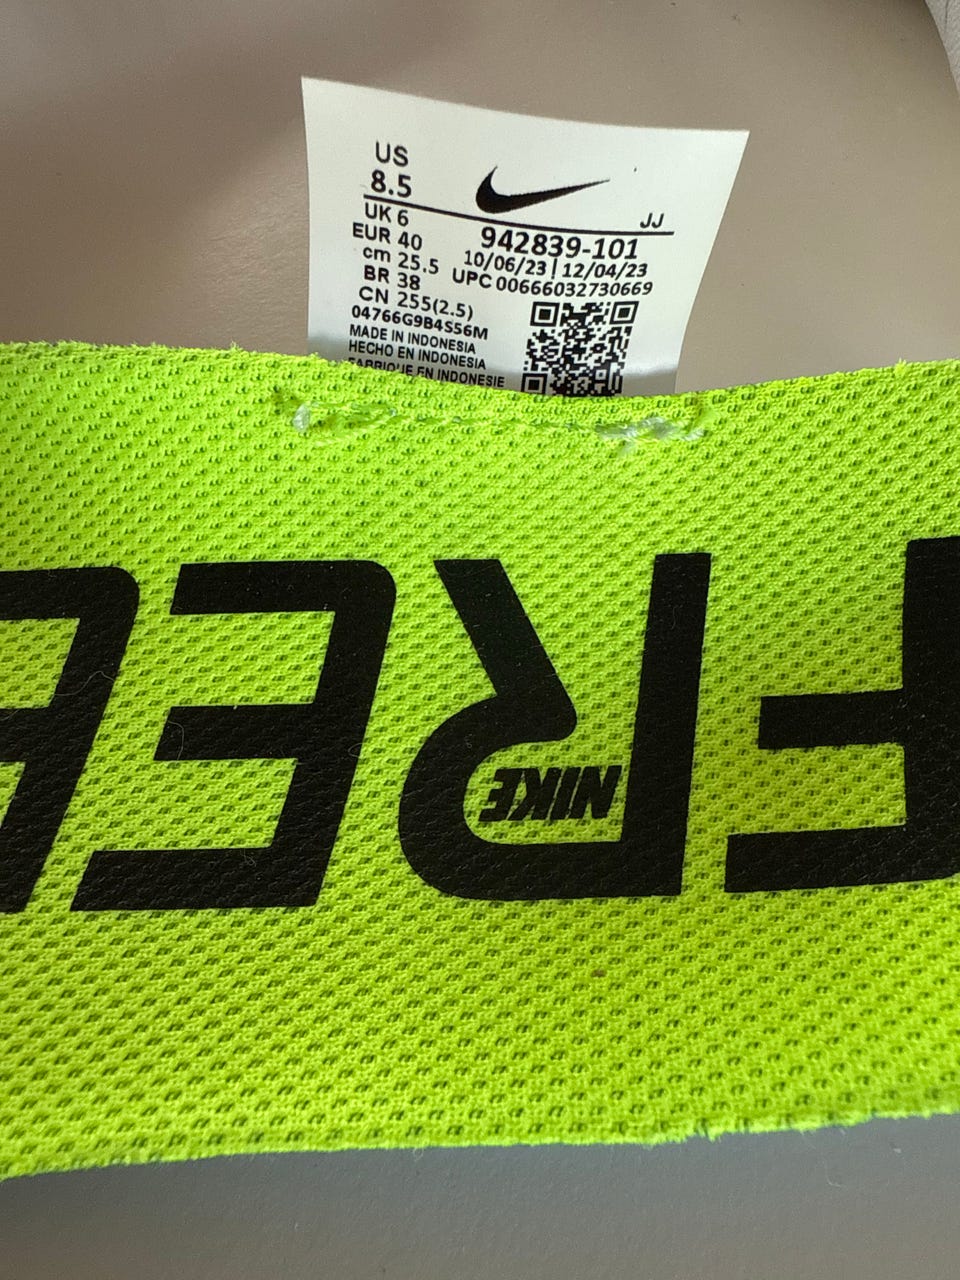 US
8.5
UK 6
EUR 40
cm 25.5
BR 38
CN 255(2.5)
04766G9B4S56M
MADE IN INDONESIA
HECHO EN INDONESIA
FABRIQUE EN INDONESIE
JJ
942839-101
10/06/23 | 12/04/23
UPC 00666032730669
FREE
NIKE